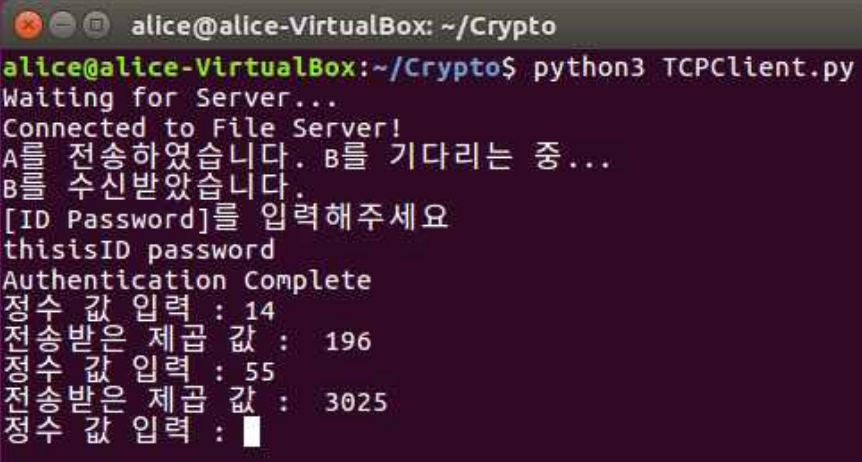 alice@alice-VirtualBox: ~/Crypto
alice@alice-VirtualBox:~/Crypto$ python3 TCPClient.py
Waiting for Server...
Connected to File Server!
A를 전송하였습니다. B를 기다리는 중...
B를 수신받았습니다.
[ID Password]를 입력해주세요
thisisID password
Authentication Complete
정수 값 입력 : 14
전송받은 제곱 값 :  196
정수 값 입력 : 55
전송받은 제곱 값 :  3025
정수 값 입력 :